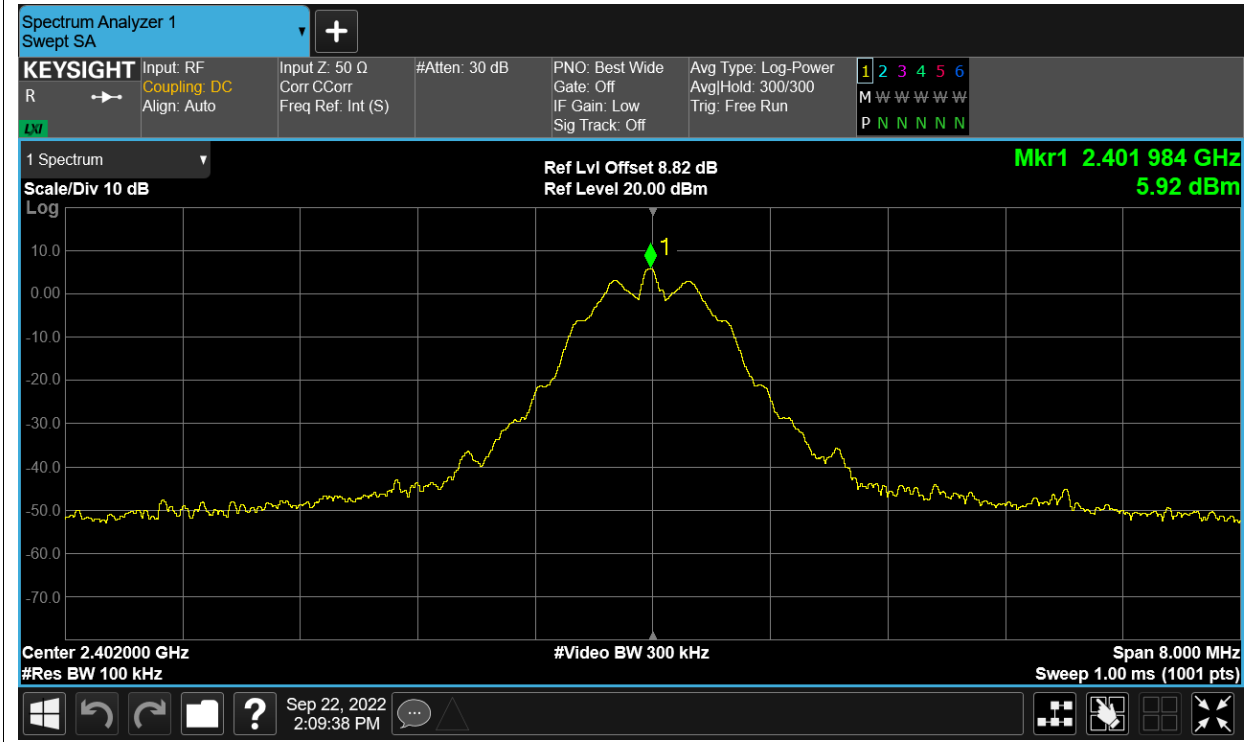 Spectrum Analyzer 1
Swept SA
KEYSIGHT
R
LXI
Input: RF
Coupling: DC
Align: Auto
Input Z: 50 Ω
Corr CCorr
Freq Ref: Int (S)
#Atten: 30 dB
PNO: Best Wide
Gate: Off
IF Gain: Low
Sig Track: Off
Avg Type: Log-Power
Avg|Hold: 300/300
Trig: Free Run
1 2 3 4 5 6
M W W W W W
P N N N N N
1 Spectrum
Scale/Div 10 dB
Log
Ref Lvl Offset 8.82 dB
Ref Level 20.00 dBm
Mkr1 2.401 984 GHz
5.92 dBm
1
10.0
0.00
-10.0
-20.0
-30.0
-40.0
-50.0
-60.0
-70.0
Center 2.402000 GHz
#Video BW 300 kHz
Span 8.000 MHz
#Res BW 100 kHz
Sweep 1.00 ms (1001 pts)
?
Sep 22, 2022
2:09:38 PM